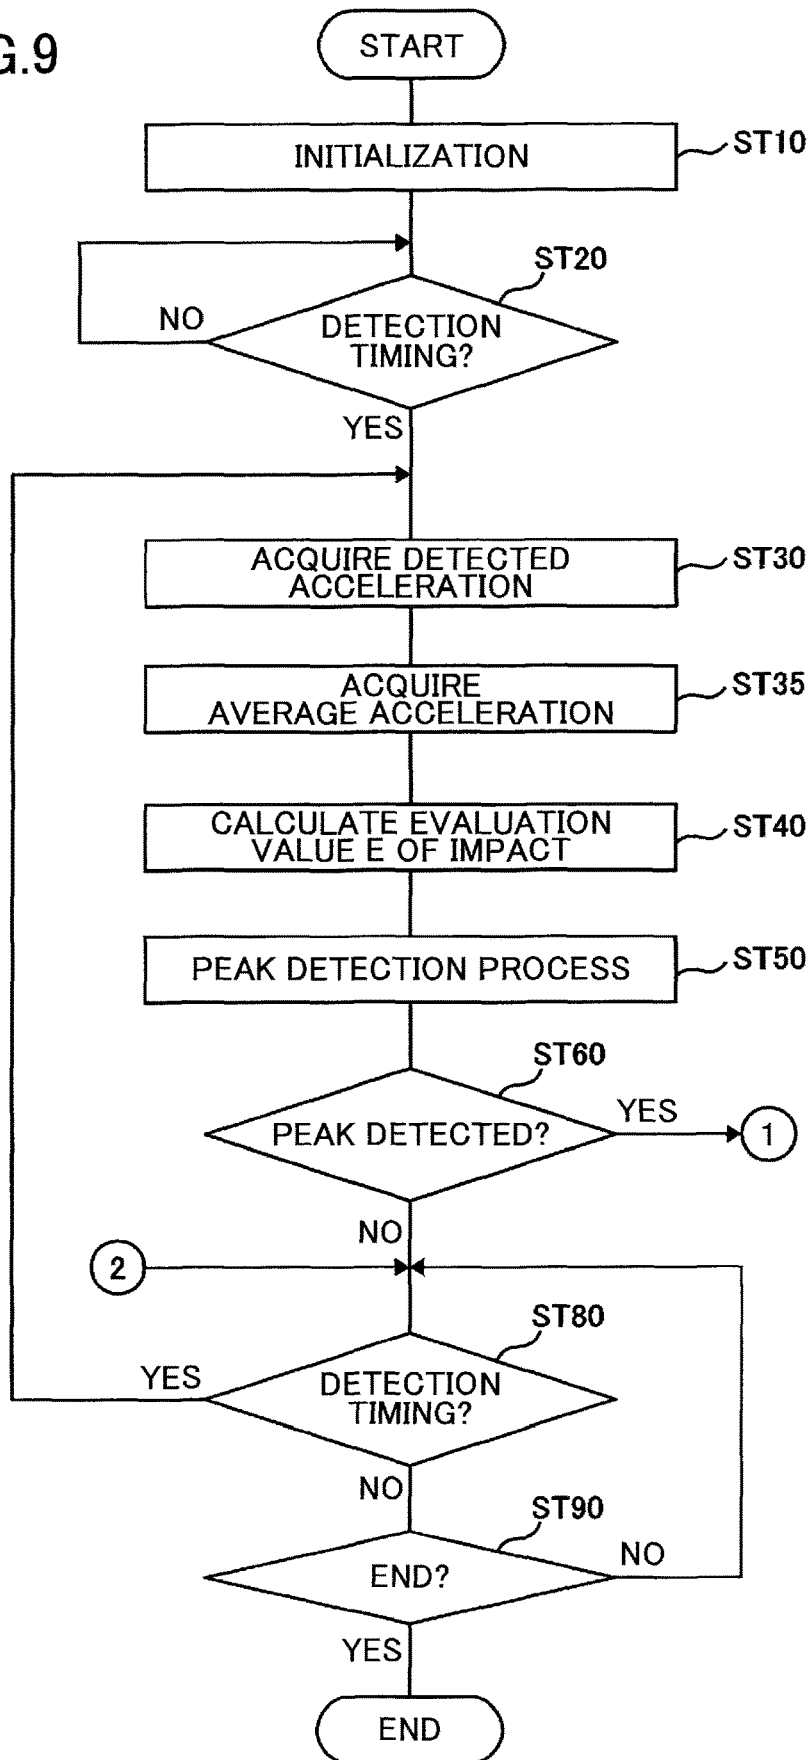 G.9
START
INITIALIZATION
ST10
ST20
NO
DETECTION
TIMING?
YES
ACQUIRE DETECTED
ACCELERATION
ST30
ACQUIRE
AVERAGE ACCELERATION
ST35
CALCULATE EVALUATION
VALUE E OF IMPACT
ST40
PEAK DETECTION PROCESS
ST50
ST60
PEAK DETECTED?
YES
1
NO
2
ST80
YES
DETECTION
TIMING?
NO
ST90
END?
NO
YES
END